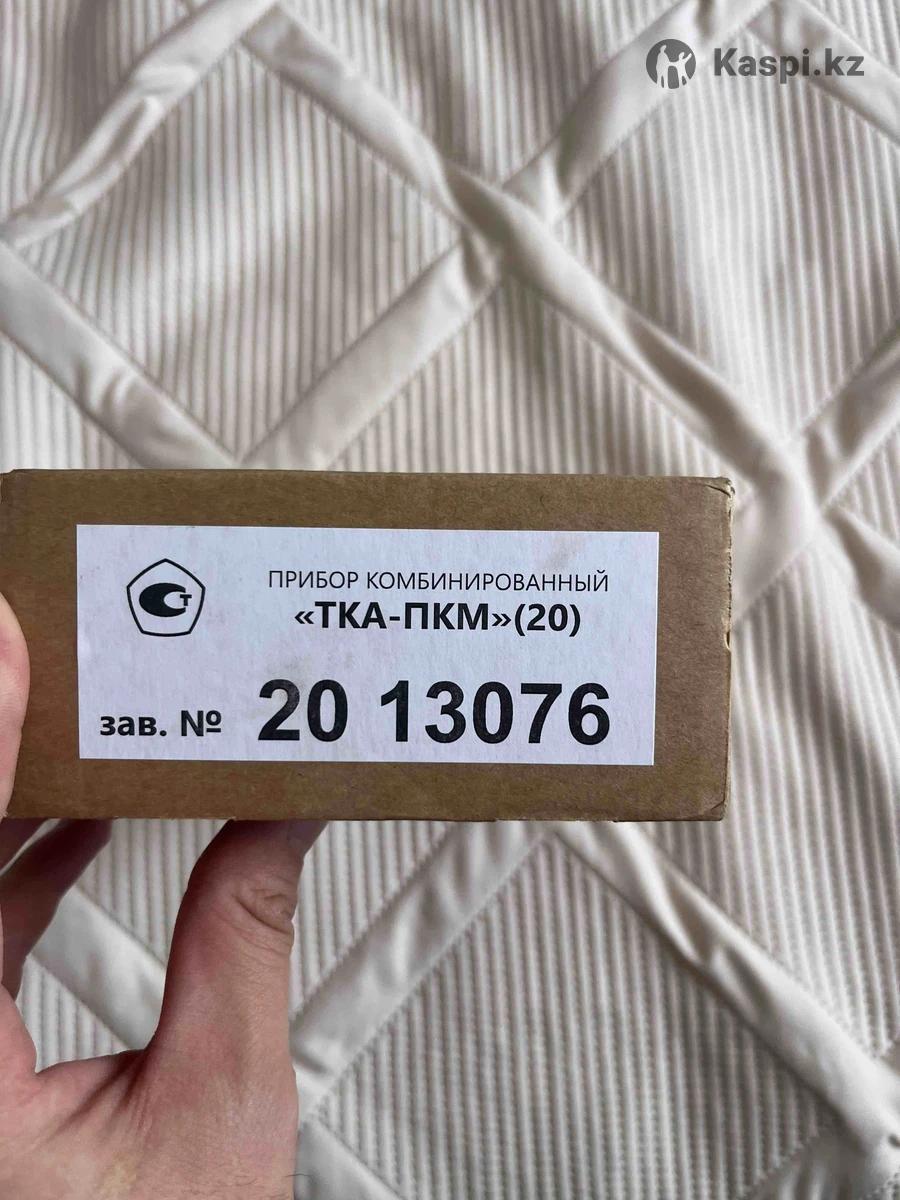 Kaspi.kz
ПРИБОР КОМБИНИРОВАННЫЙ
«ТКА-ПКМ»(20)
зав. № 20 13076